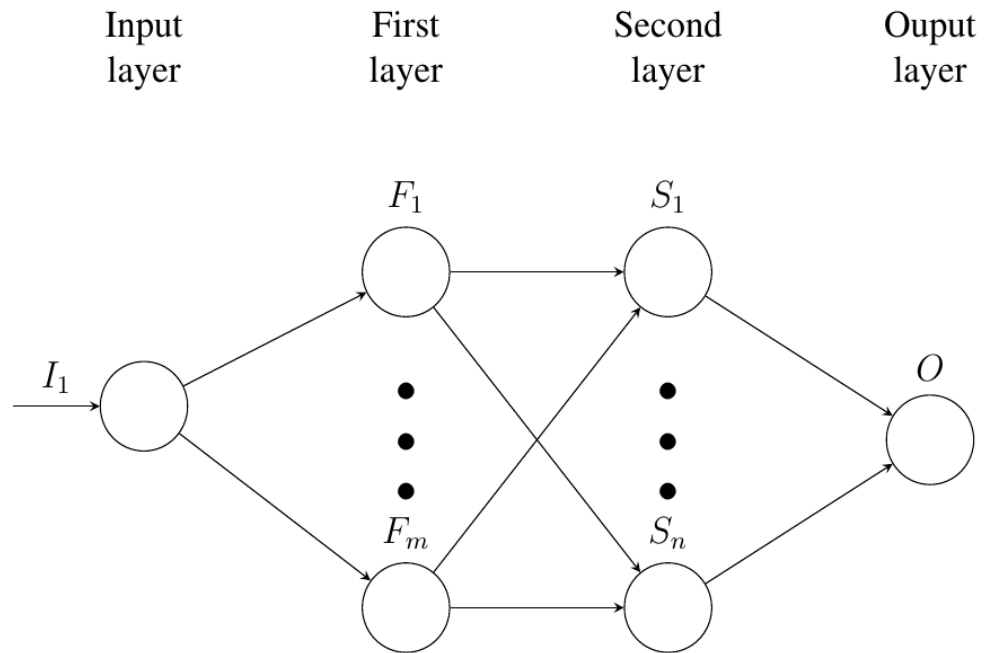 Input
layer
First
layer
Second
layer
Ouput
layer
F₁
S₁
I₁
O
Fₘ
Sₙ